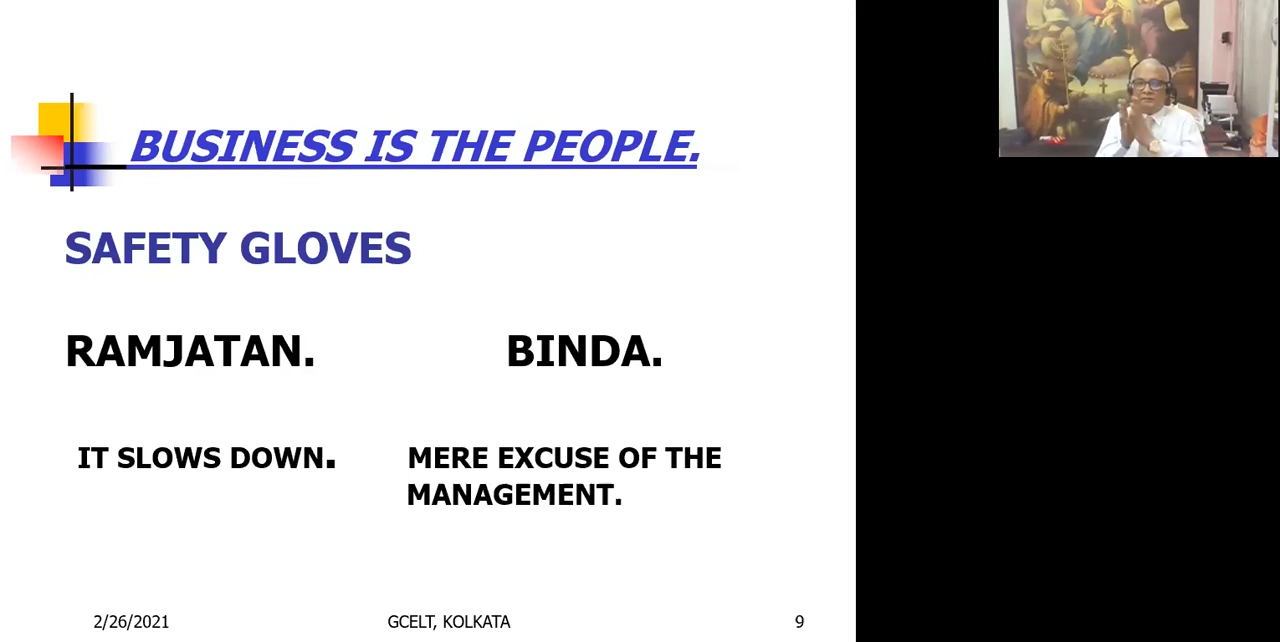 BUSINESS IS THE PEOPLE.
SAFETY GLOVES
RAMJATAN. BINDA.
IT SLOWS DOWN. MERE EXCUSE OF THE
MANAGEMENT.
2/26/2021 GCELT, KOLKATA 9